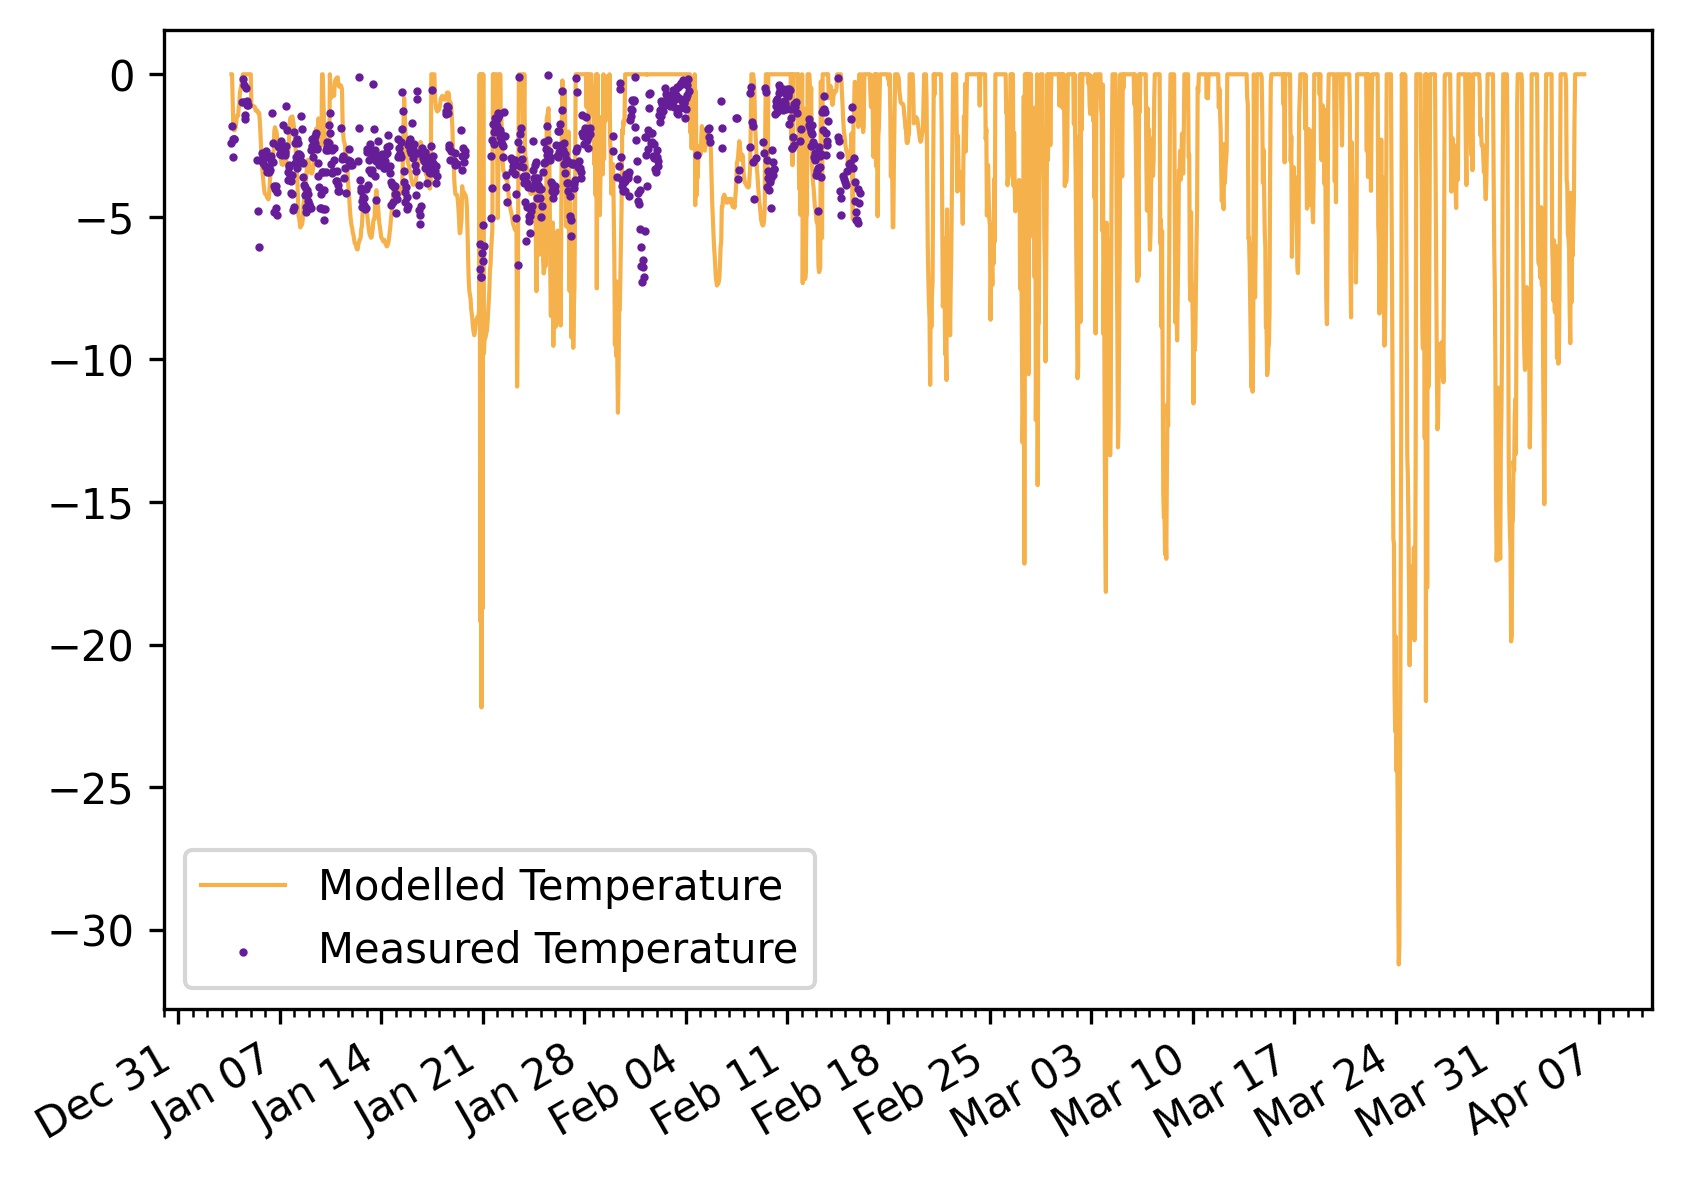 0
−5
−10
−15
−20
−25
−30
Modelled Temperature
Measured Temperature
Dec 31
Jan 07
Jan 14
Jan 21
Jan 28
Feb 04
Feb 11
Feb 18
Feb 25
Mar 03
Mar 10
Mar 17
Mar 24
Mar 31
Apr 07